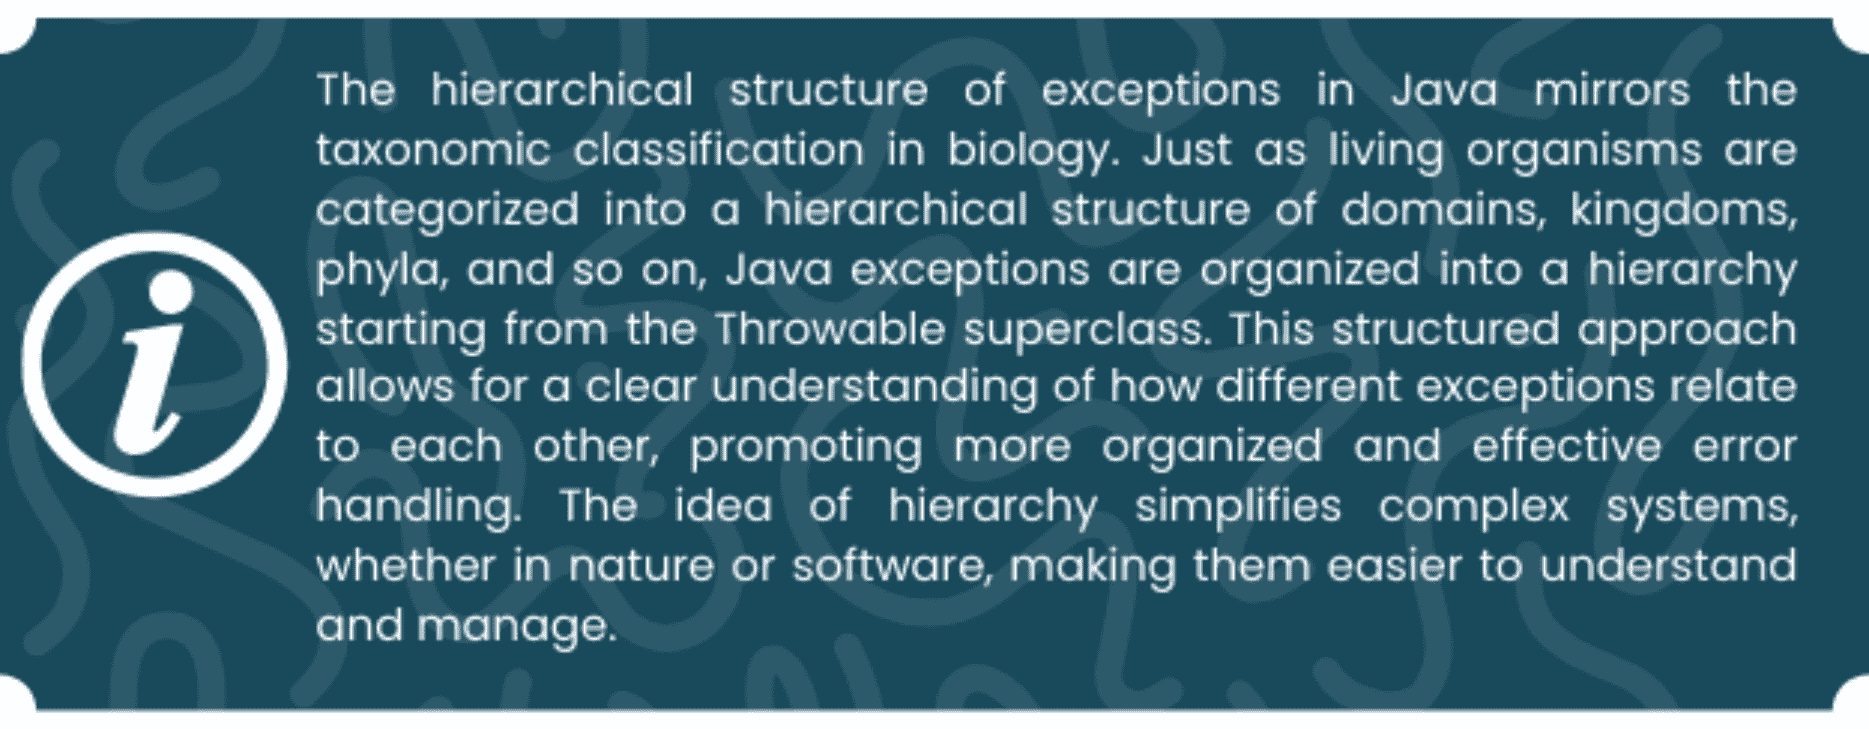 The hierarchical structure of exceptions in Java mirrors the
taxonomic classification in biology. Just as living organisms are
categorized into a hierarchical structure of domains, kingdoms,
phyla, and so on, Java exceptions are organized into a hierarchy
starting from the Throwable superclass. This structured approach
allows for a clear understanding of how different exceptions relate
to each other, promoting more organized and effective error
handling. The idea of hierarchy simplifies complex systems,
whether in nature or software, making them easier to understand
and manage.